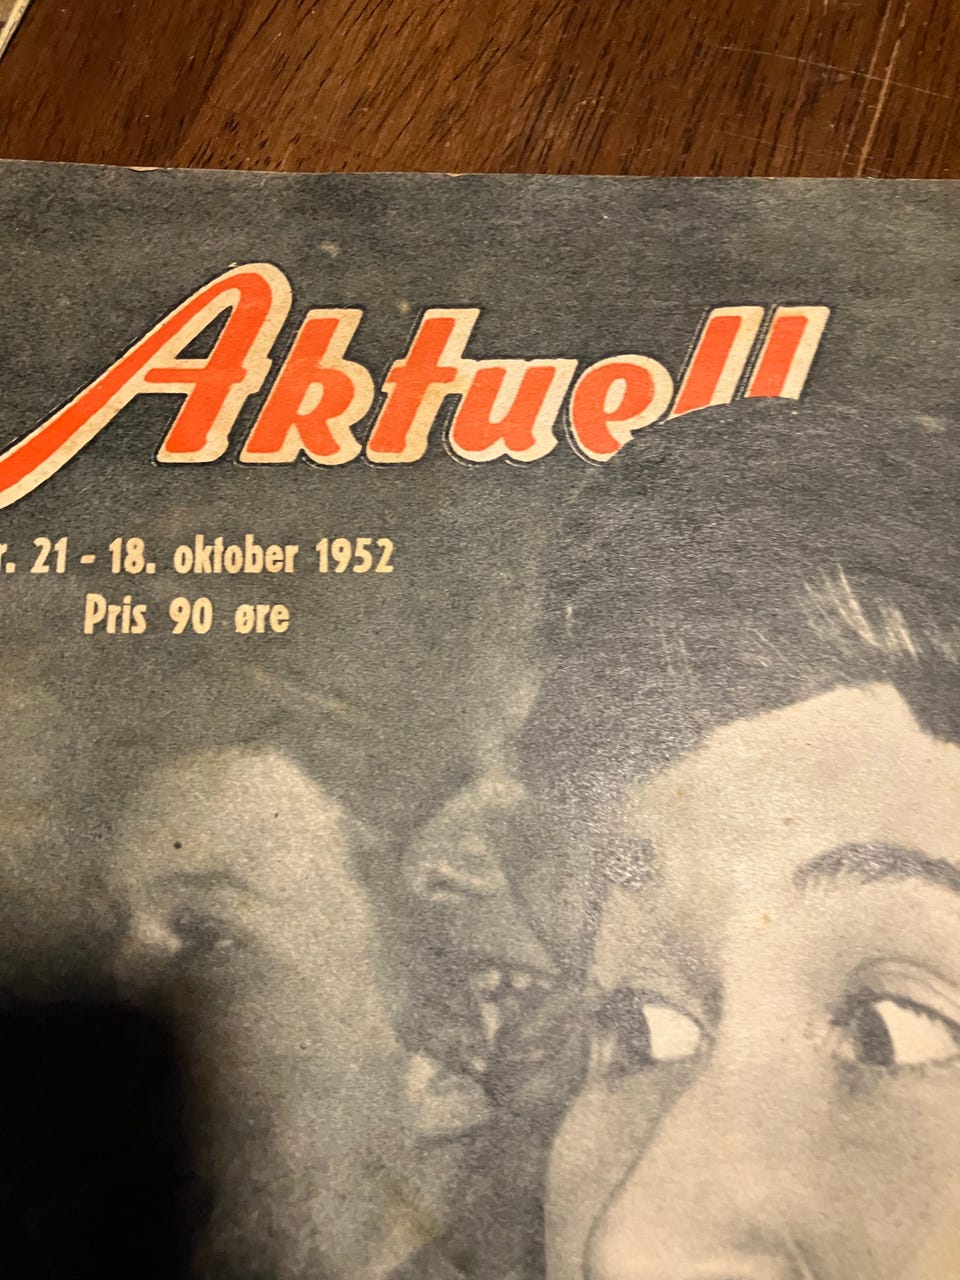 Aktuell
r. 21 - 18. oktober 1952
Pris 90 øre